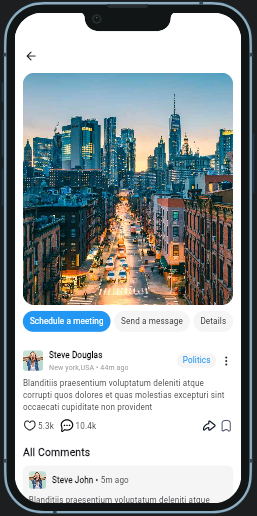 Schedule a meeting
Send a message
Details
Steve Douglas
New york,USA • 44m ago
Politics
Blanditiis praesentium voluptatum deleniti atque
corrupti quos dolores et quas molestias excepturi sint
occaecati cupiditate non provident
5.3k
10.4k
All Comments
Steve John • 5m ago
Blanditiis praesentium voluptatum deleniti atque